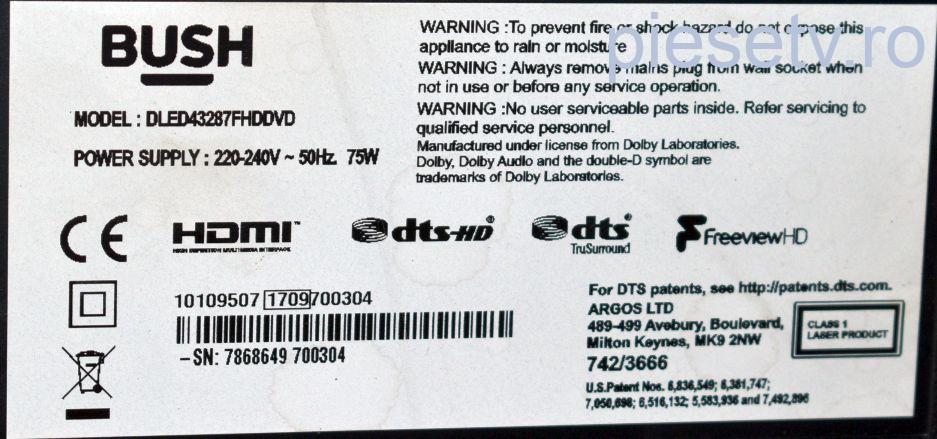 BUSH
MODEL : DLED43287FHDDVD
POWER SUPPLY : 220-240V ~ 50Hz. 75W
WARNING :To prevent fire or shock hazard do not expose this
appliance to rain or moisture
WARNING : Always remove mains plug from wall socket when
not in use or before any service operation.
WARNING :No user serviceable parts inside. Refer servicing to
qualified service personnel.
Manufactured under license from Dolby Laboratories.
Dolby, Dolby Audio and the double-D symbol are
trademarks of Dolby Laboratories.
piesetv.ro
CE
HDMI™
HIGH DEFINITION MULTIMEDIA INTERFACE
dts-HD
dts
TruSurround
FreeviewHD
10109507 1709 700304
-SN: 7868649 700304
For DTS patents, see http://patents.dts.com.
ARGOS LTD
489-499 Avebury, Boulevard,
Milton Keynes, MK9 2NW
742/3666
CLASS 1
LASER PRODUCT
U.S.Patent Nos. 6,836,549; 6,381,747;
7,050,698; 6,516,132; 5,583,936 and 7,492,896